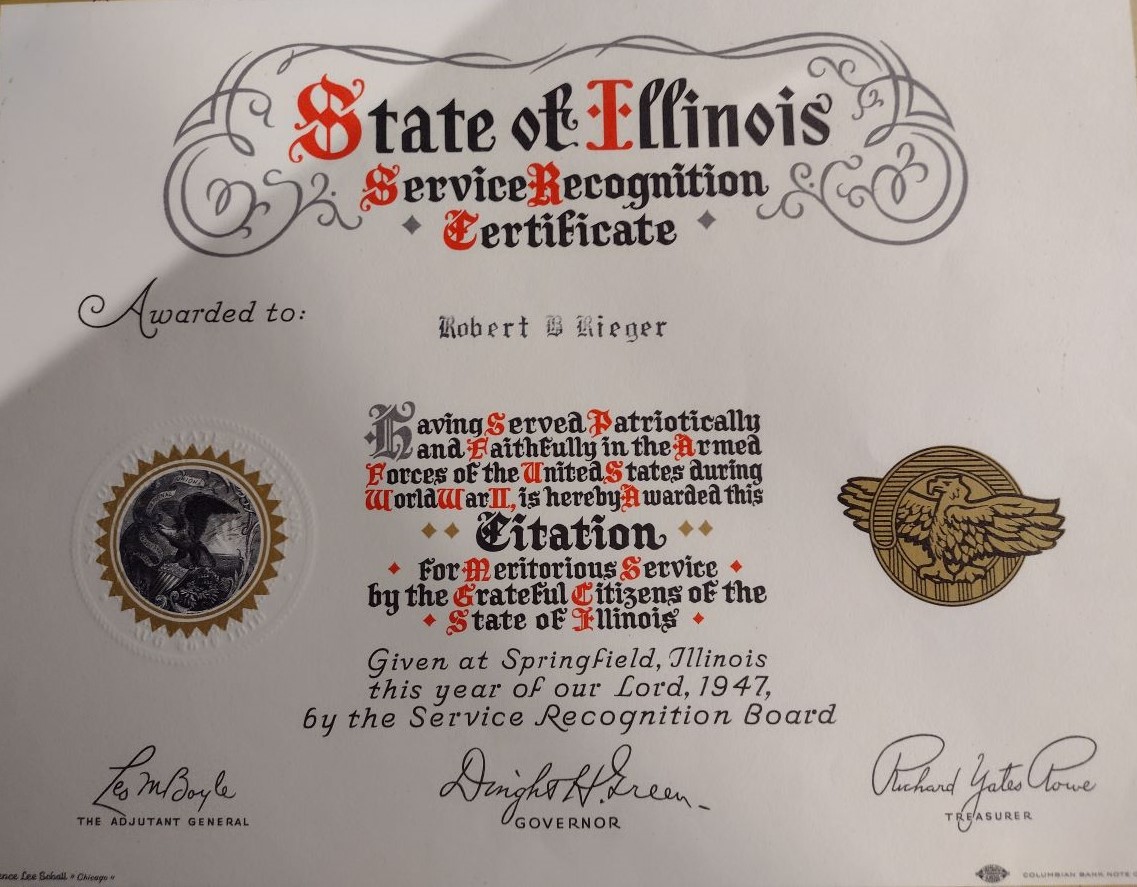 State of Illinois
Service Recognition
Certificate
Awarded to:
Robert B Rieger
Having Served Patriotically
and Faithfully in the Armed
Forces of the United States during
World War II, is hereby Awarded this
Citation
For Meritorious Service
by the Grateful Citizens of the
State of Illinois
Given at Springfield, Illinois
this year of our Lord, 1947,
by the Service Recognition Board
Leo M Boyle
THE ADJUTANT GENERAL
Dwight H. Green
GOVERNOR
Richard Yates Rowe
TREASURER
Lee Chicago
COLUMBIAN BANK NOTE